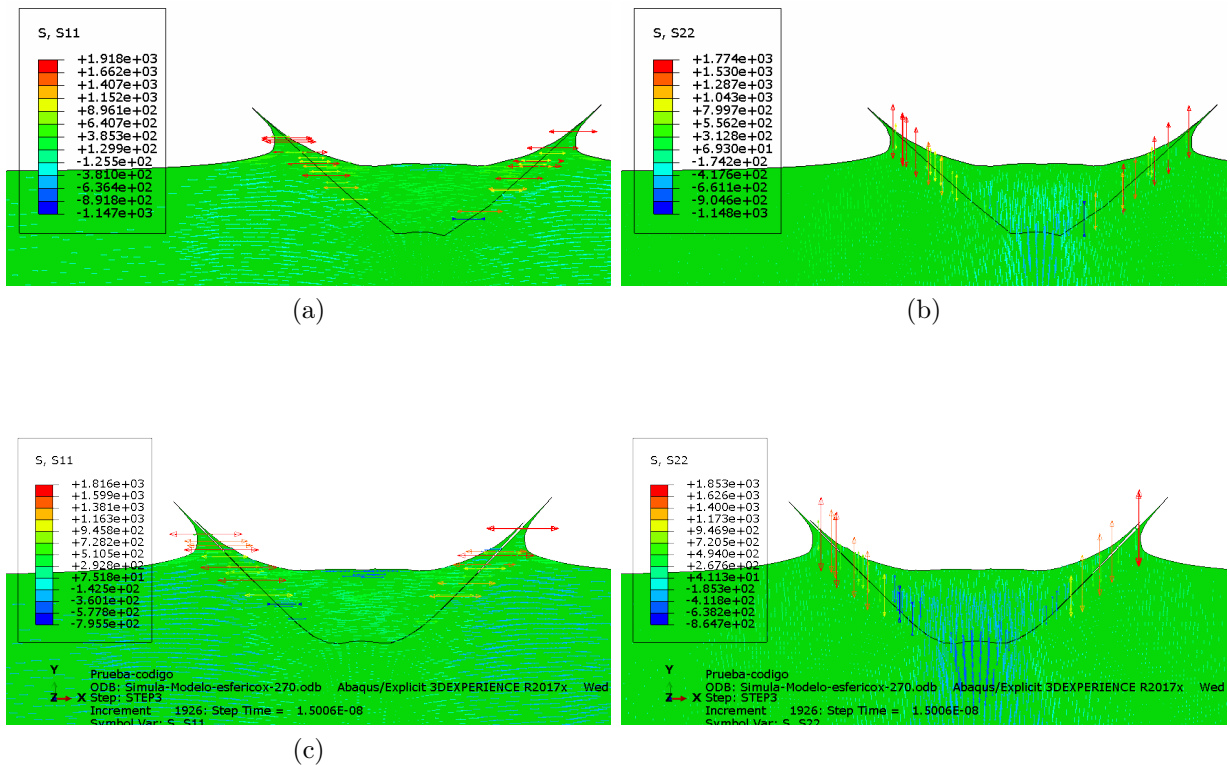 S, S11
+1.918e+03
+1.662e+03
+1.407e+03
+1.152e+03
+8.961e+02
+6.407e+02
+3.853e+02
+1.299e+02
-1.255e+02
-3.810e+02
-6.364e+02
-8.918e+02
-1.147e+03
(a)
S, S22
+1.774e+03
+1.530e+03
+1.287e+03
+1.043e+03
+7.997e+02
+5.562e+02
+3.128e+02
+6.930e+01
-1.742e+02
-4.176e+02
-6.611e+02
-9.046e+02
-1.148e+03
(b)
S, S11
+1.816e+03
+1.599e+03
+1.381e+03
+1.163e+03
+9.458e+02
+7.282e+02
+5.105e+02
+2.928e+02
+7.518e+01
-1.425e+02
-3.601e+02
-5.778e+02
-7.955e+02
Y
Z X
Prueba-codigo
ODB: Simula-Modelo-esfericox-270.odb Abaqus/Explicit 3DEXPERIENCE R2017x Wed
Step: STEP3
Increment 1926: Step Time = 1.5006E-08
Symbol Var: S, S11
(c)
S, S22
+1.853e+03
+1.626e+03
+1.400e+03
+1.173e+03
+9.469e+02
+7.205e+02
+4.940e+02
+2.676e+02
+4.113e+01
-1.853e+02
-4.118e+02
-6.382e+02
-8.647e+02
Y
Z X
Prueba-codigo
ODB: Simula-Modelo-esfericox-270.odb Abaqus/Explicit 3DEXPERIENCE R2017x Wed
Step: STEP3
Increment 1926: Step Time = 1.5006E-08
Symbol Var: S, S22